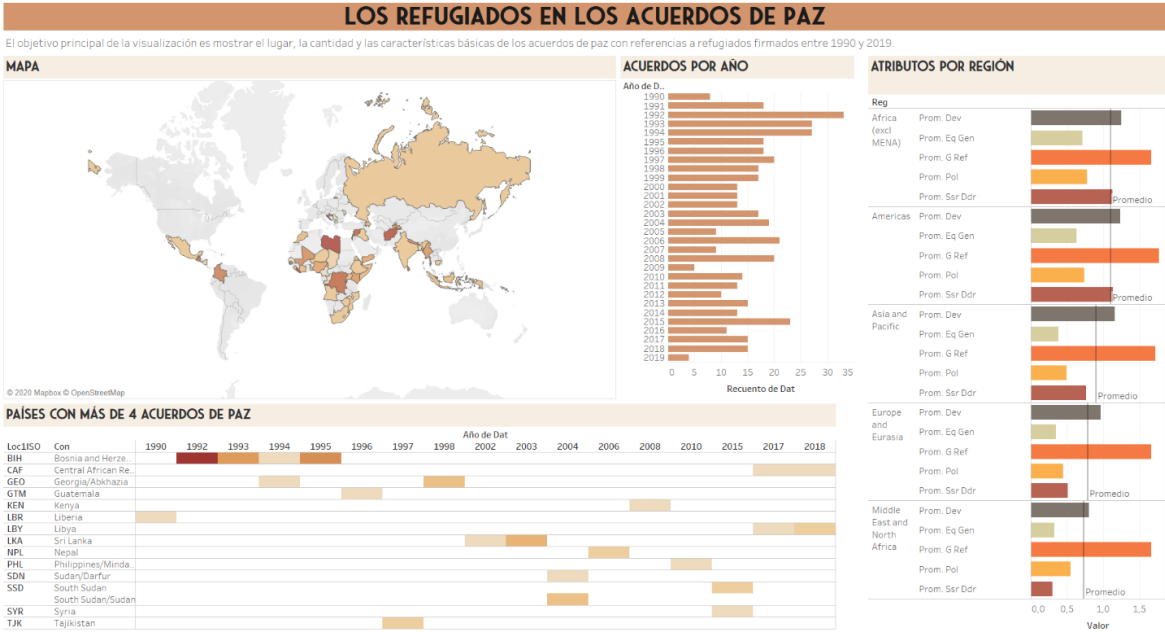 LOS REFUGIADOS EN LOS ACUERDOS DE PAZ
El objetivo principal de la visualización es mostrar el lugar, la cantidad y las características básicas de los acuerdos de paz con referencias a refugiados firmados entre 1990 y 2019.
MAPA
© 2020 Mapbox © OpenStreetMap
ACUERDOS POR AÑO
Año de D..
1990
1991
1992
1993
1994
1995
1996
1997
1998
1999
2000
2001
2002
2003
2004
2005
2006
2007
2008
2009
2010
2011
2012
2013
2014
2015
2016
2017
2018
2019
0 5 10 15 20 25 30 35
Recuento de Dat
ATRIBUTOS POR REGIÓN
Reg
Africa
(excl
MENA)
Prom. Dev
Prom. Eq Gen
Prom. G Ref
Prom. Pol
Prom. Ssr Ddr
Promedio
Americas
Prom. Dev
Prom. Eq Gen
Prom. G Ref
Prom. Pol
Prom. Ssr Ddr
Promedio
Asia and
Pacific
Prom. Dev
Prom. Eq Gen
Prom. G Ref
Prom. Pol
Prom. Ssr Ddr
Promedio
Europe
and
Eurasia
Prom. Dev
Prom. Eq Gen
Prom. G Ref
Prom. Pol
Prom. Ssr Ddr
Promedio
Middle
East and
North
Africa
Prom. Dev
Prom. Eq Gen
Prom. G Ref
Prom. Pol
Prom. Ssr Ddr
Promedio
0,0 0,5 1,0 1,5
Valor
PAÍSES CON MÁS DE 4 ACUERDOS DE PAZ
Año de Dat
Loc1ISO Con 1990 1992 1993 1994 1995 1996 1997 1998 2002 2003 2004 2006 2008 2010 2015 2017 2018
BIH Bosnia and Herze..
CAF Central African Re..
GEO Georgia/Abkhazia
GTM Guatemala
KEN Kenya
LBR Liberia
LBY Libya
LKA Sri Lanka
NPL Nepal
PHL Philippines/Minda..
SDN Sudan/Darfur
SSD South Sudan
South Sudan/Sudan
SYR Syria
TJK Tajikistan